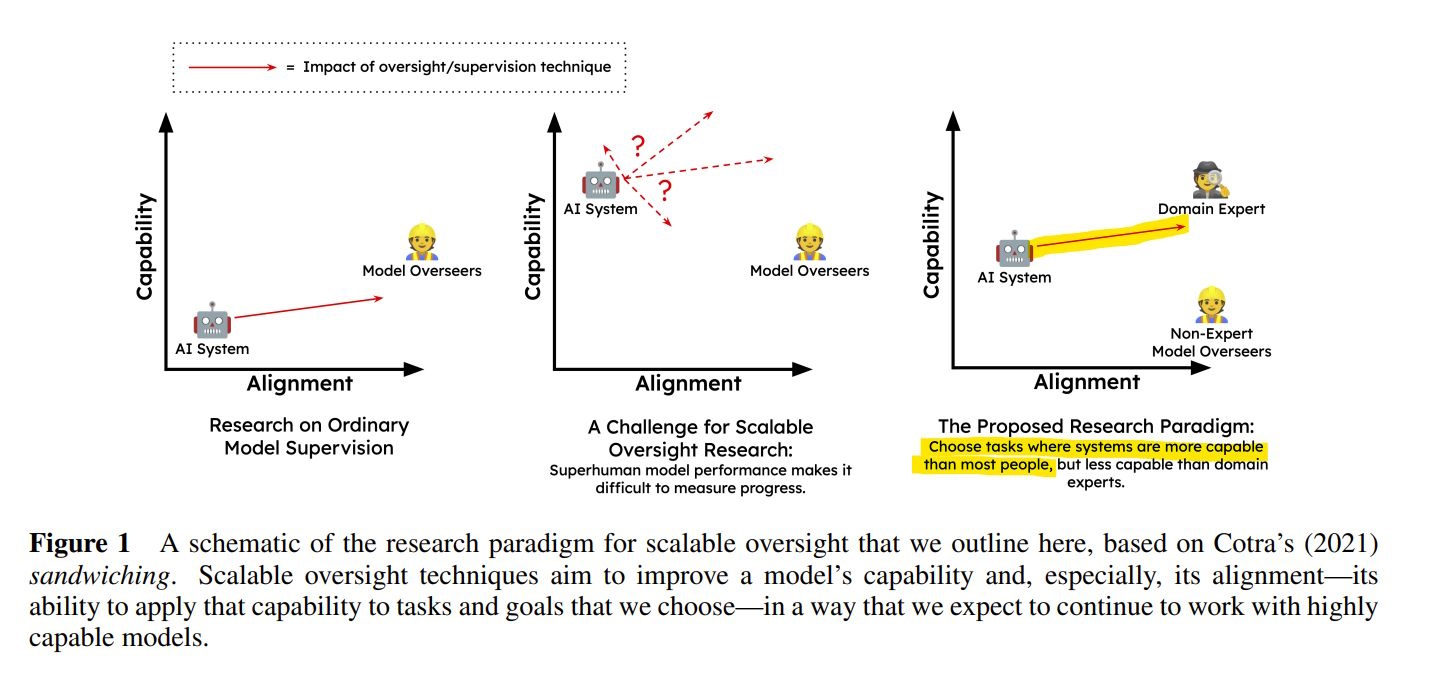 = Impact of oversight/supervision technique
Capability
AI System
Model Overseers
Alignment
Research on Ordinary
Model Supervision
Capability
?
?
AI System
Model Overseers
Alignment
A Challenge for Scalable
Oversight Research:
Superhuman model performance makes it
difficult to measure progress.
Capability
Domain Expert
AI System
Non-Expert
Model Overseers
Alignment
The Proposed Research Paradigm:
Choose tasks where systems are more capable
than most people, but less capable than domain
experts.
Figure 1 A schematic of the research paradigm for scalable oversight that we outline here, based on Cotra's (2021)
sandwiching. Scalable oversight techniques aim to improve a model's capability and, especially, its alignment—its
ability to apply that capability to tasks and goals that we choose—in a way that we expect to continue to work with highly
capable models.